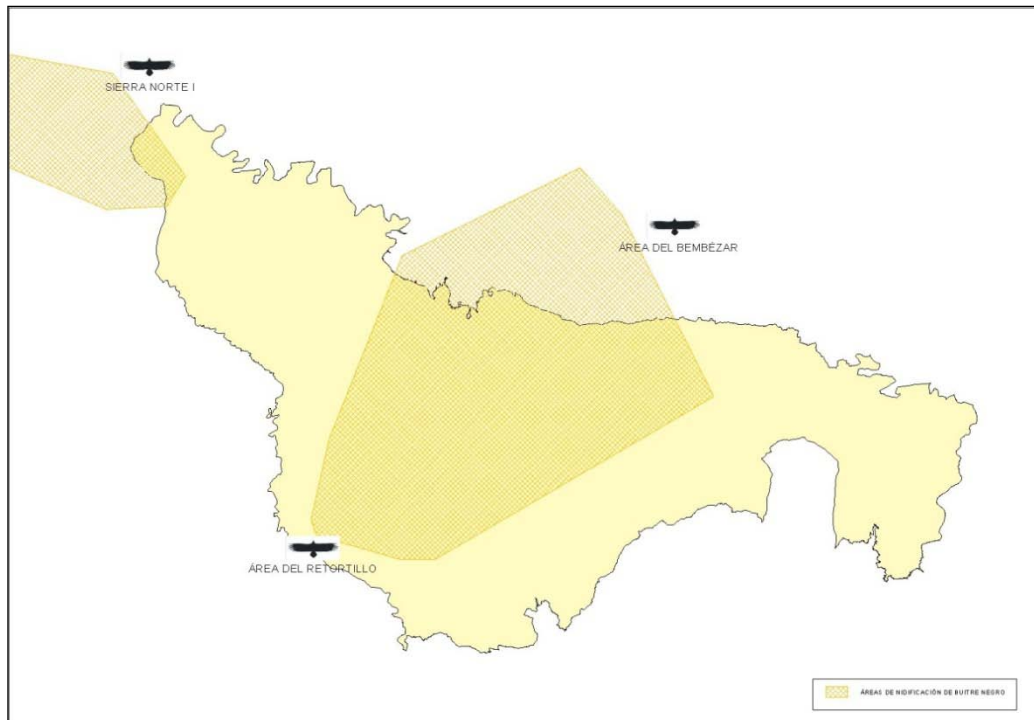 SIERRA NORTE I
ÁREA DEL BEMBÉZAR
ÁREA DEL RETORTILLO
ÁREAS DE NIDIFICACIÓN DE BUITRE NEGRO